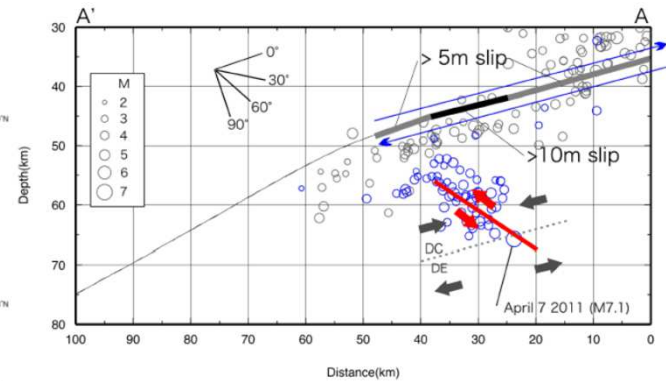 A' A
30
40
50
60
70
80
Depth(km)
M
2
3
4
5
6
7
0°
30°
60°
90°
> 5m slip
>10m slip
DC
DE
April 7 2011 (M7.1)
100 90 80 70 60 50 40 30 20 10 0
Distance(km)